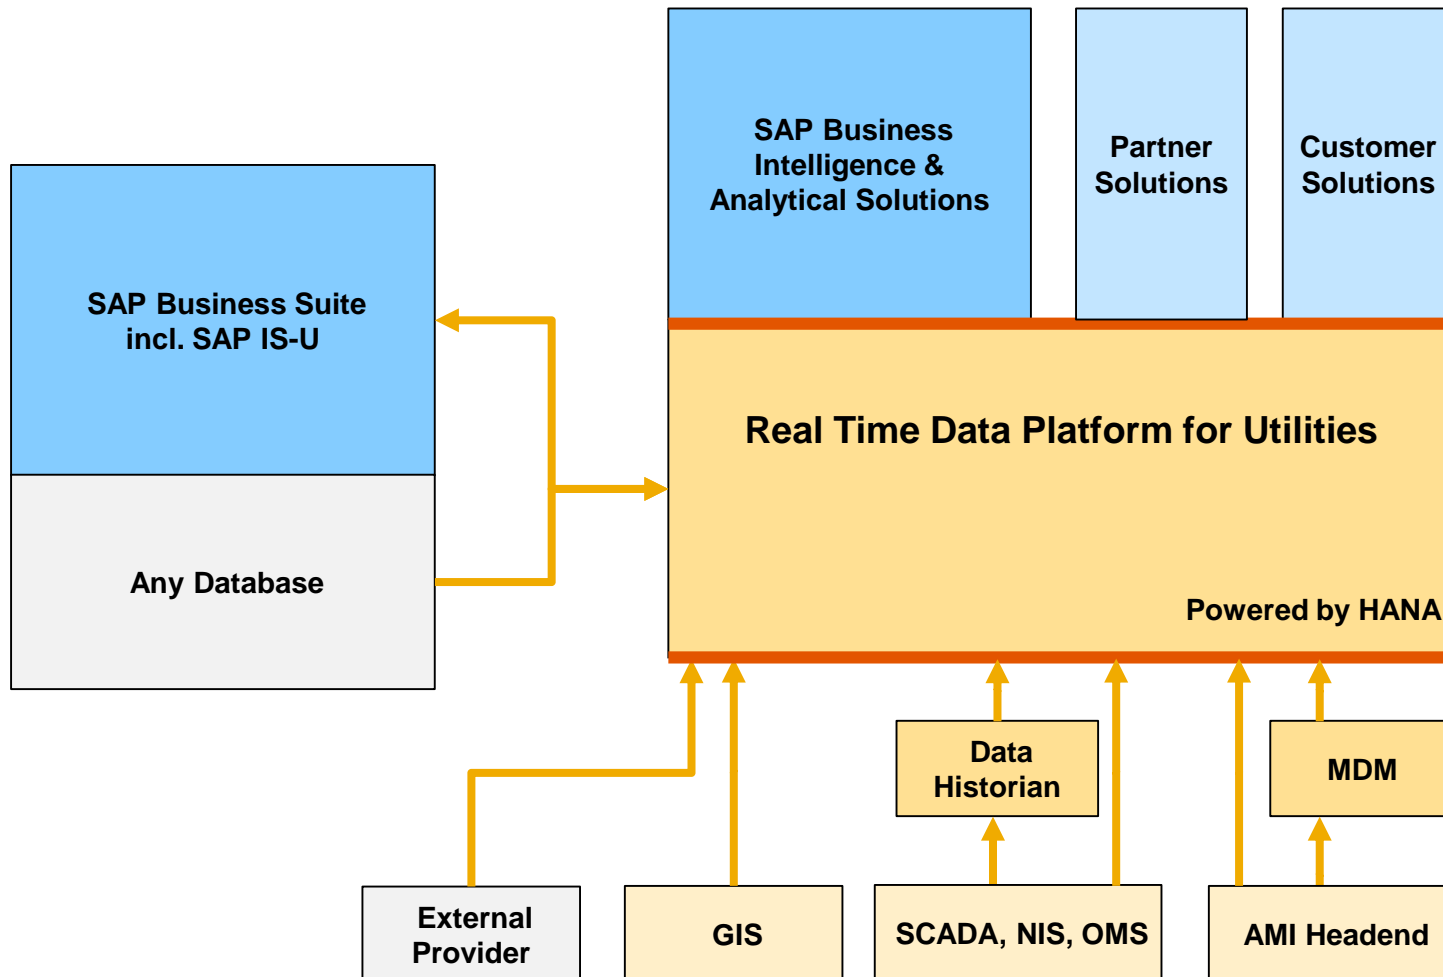 SAP Business
Intelligence &
Analytical Solutions
Partner
Solutions
Customer
Solutions
SAP Business Suite
incl. SAP IS-U
Any Database
Real Time Data Platform for Utilities
Powered by HANA
Data
Historian
MDM
External
Provider
GIS
SCADA, NIS, OMS
AMI Headend